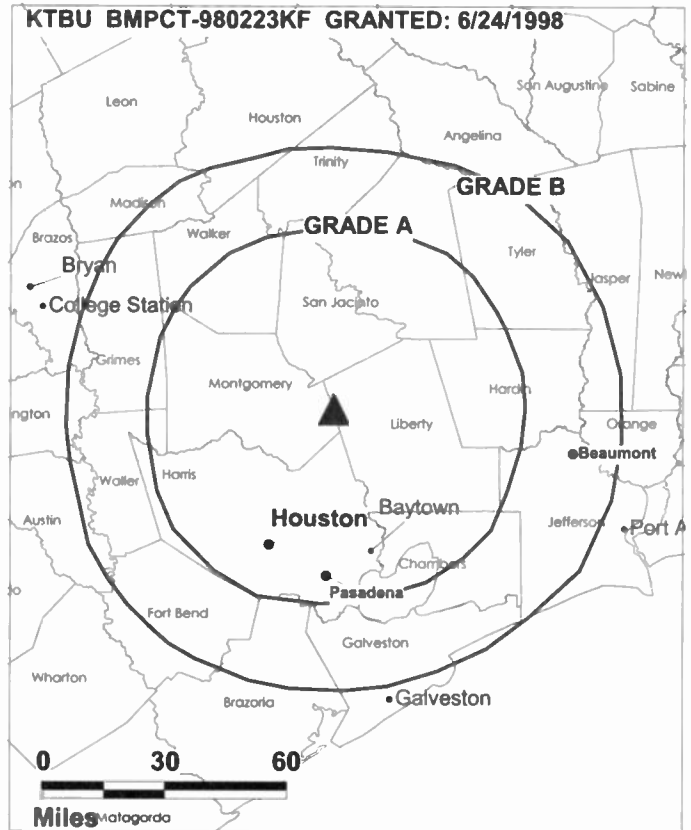 KTBU BMPCT-980223KF GRANTED: 6/24/1998
San Augustine
Sabine
Leon
Houston
Angelina
Trinity
GRADE B
Madison
GRADE A
Walker
Brazos
Tyler
Bryan
Jasper
College Station
San Jacinto
Grimes
Montgomery
Hardin
ington
Liberty
Orange
Beaumont
Waller
Harris
Baytown
Houston
Austin
Jefferson
Port A
Chambers
Pasadena
Fort Bend
Galveston
Wharton
Brazoria
Galveston
0 30 60
Miles
Matagorda